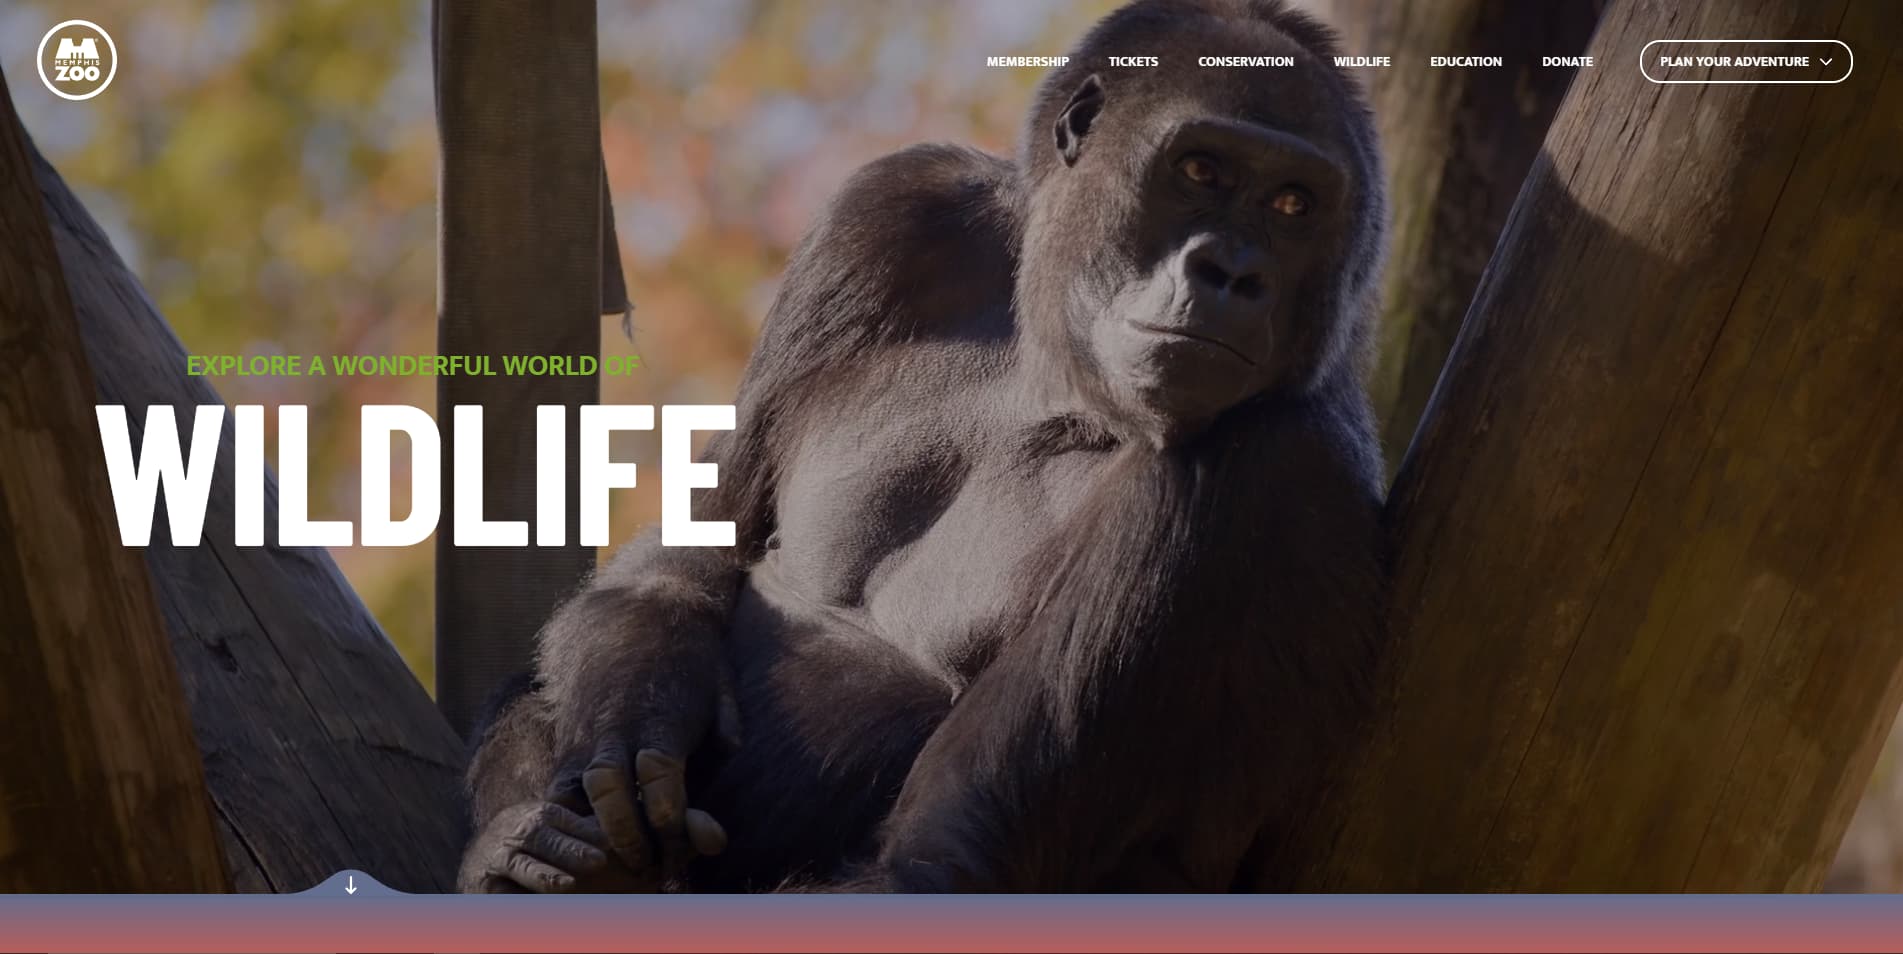 MEMPHIS
ZOO
MEMBERSHIP
TICKETS
CONSERVATION
WILDLIFE
EDUCATION
DONATE
PLAN YOUR ADVENTURE
EXPLORE A WONDERFUL WORLD OF
WILDLIFE